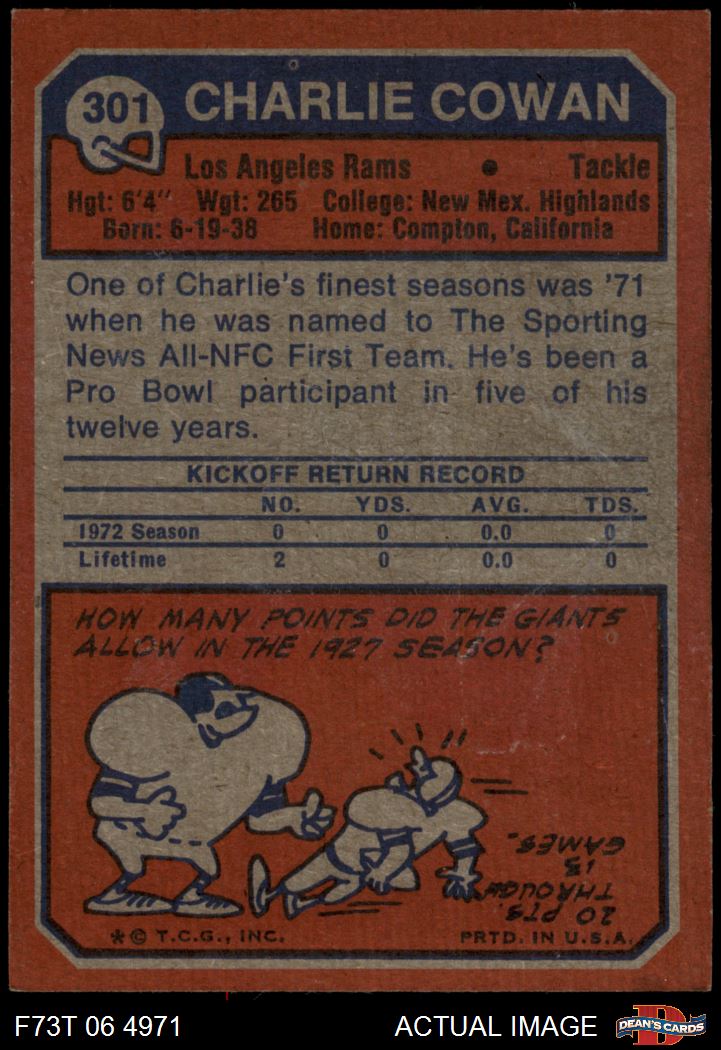 301 CHARLIE COWAN
Los Angeles Rams • Tackle
Hgt: 6'4" Wgt: 265 College: New Mex. Highlands
Born: 6-19-38 Home: Compton, California
One of Charlie's finest seasons was '71
when he was named to The Sporting
News All-NFC First Team. He's been a
Pro Bowl participant in five of his
twelve years.
KICKOFF RETURN RECORD
NO. YDS. AVG. TDS.
1972 Season 0 0 0.0 0
Lifetime 2 0 0.0 0
HOW MANY POINTS DID THE GIANTS
ALLOW IN THE 1927 SEASON?
20 PTS.
THROUGH
13
GAMES.
*© T.C.G., INC. PRTD. IN U.S.A.
F73T 06 4971 ACTUAL IMAGE D DEAN'S CARDS